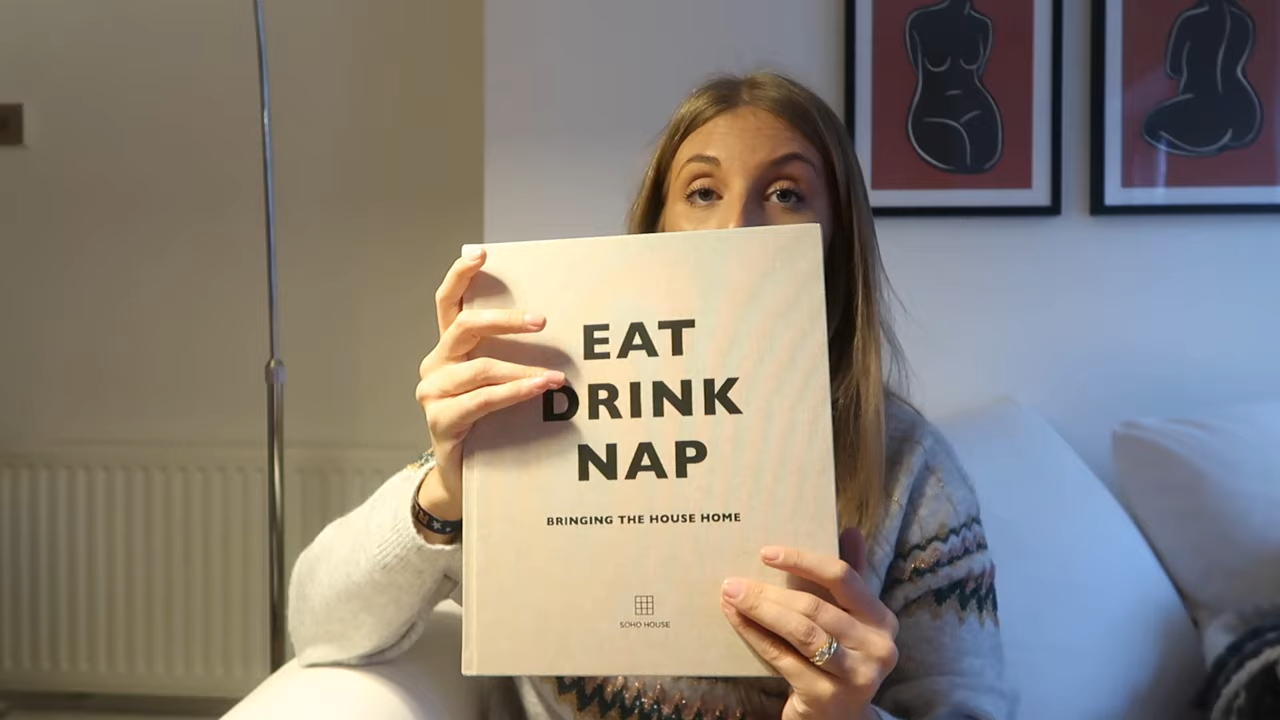 EAT
DRINK
NAP
BRINGING THE HOUSE HOME
SOHO HOUSE